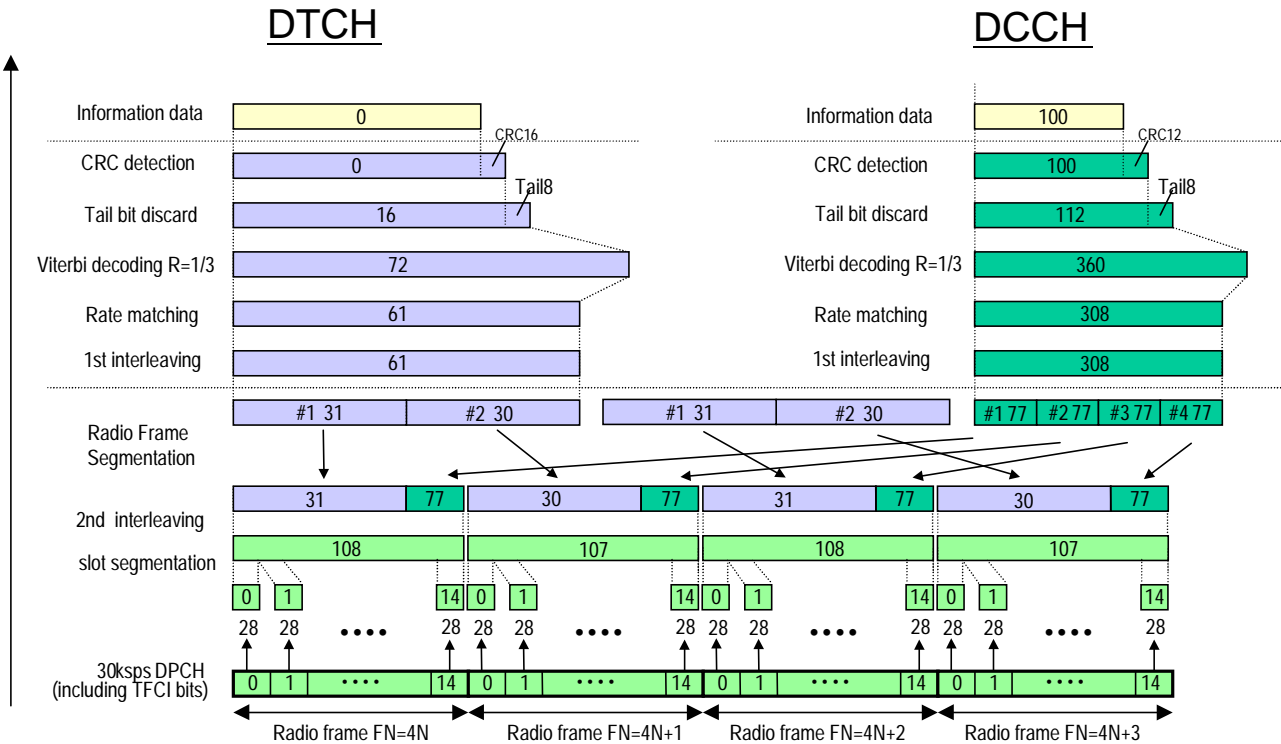 DTCH DCCH
Information data 0 Information data 100
CRC16 CRC12
CRC detection 0 CRC detection 100
Tail8 Tail8
Tail bit discard 16 Tail bit discard 112
Viterbi decoding R=1/3 72 Viterbi decoding R=1/3 360
Rate matching 61 Rate matching 308
1st interleaving 61 1st interleaving 308
#1 31 #2 30 #1 31 #2 30 #1 77 #2 77 #3 77 #4 77
Radio Frame
Segmentation
31 77 30 77 31 77 30 77
2nd interleaving
108 107 108 107
slot segmentation
0 1 14 0 1 14 0 1 14 0 1 14
28 28 •••• 28 28 28 •••• 28 28 28 •••• 28 28 28 •••• 28
30ksps DPCH
(including TFCI bits)
0 1 •••• 14 0 1 •••• 14 0 1 •••• 14 0 1 •••• 14
Radio frame FN=4N Radio frame FN=4N+1 Radio frame FN=4N+2 Radio frame FN=4N+3